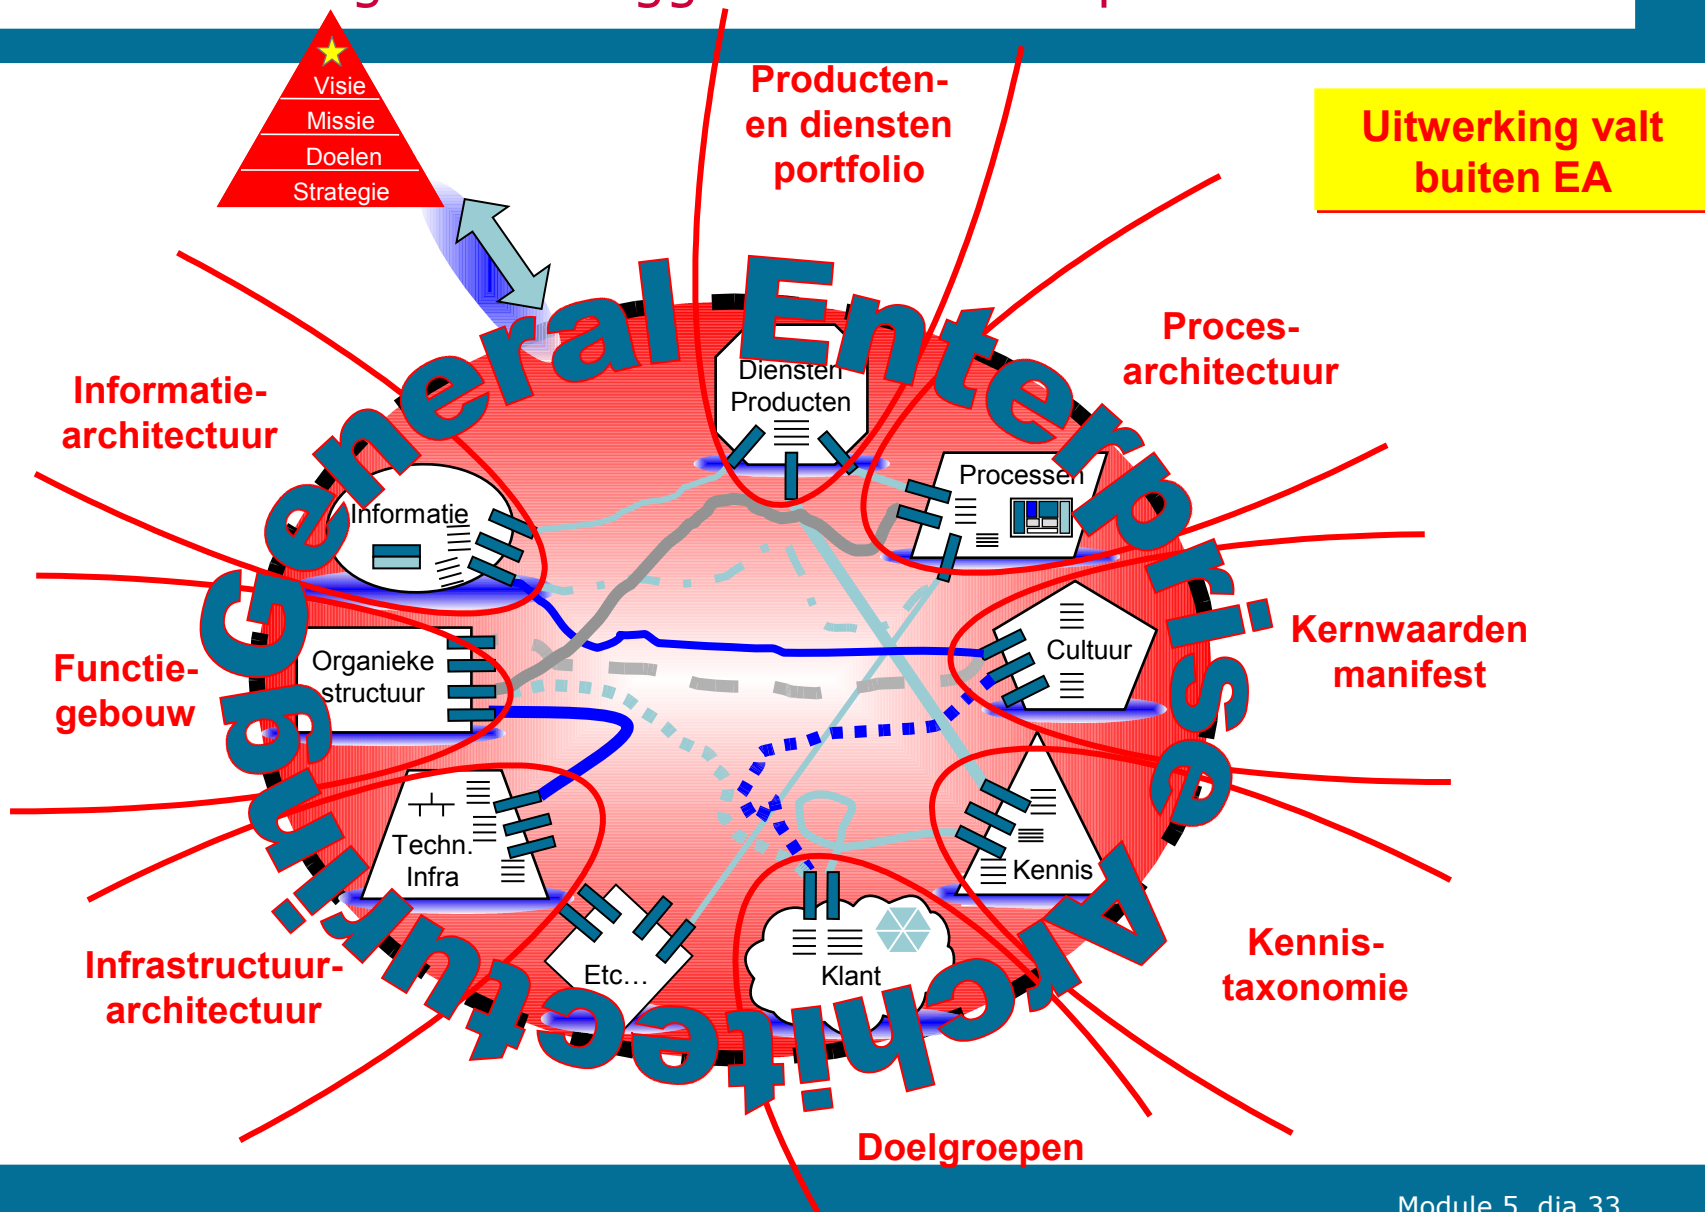 Visie
Missie
Doelen
Strategie
Producten-
en diensten
portfolio
Uitwerking valt
buiten EA
General Enterprise Architecturing
Proces-
architectuur
Informatie-
architectuur
Diensten
Producten
Processen
Informatie
Cultuur
Kernwaarden
manifest
Functie-
gebouw
Organieke
structuur
Techn.
Infra
Kennis
Etc...
Klant
Infrastructuur-
architectuur
Kennis-
taxonomie
Doelgroepen
Module 5, dia 33